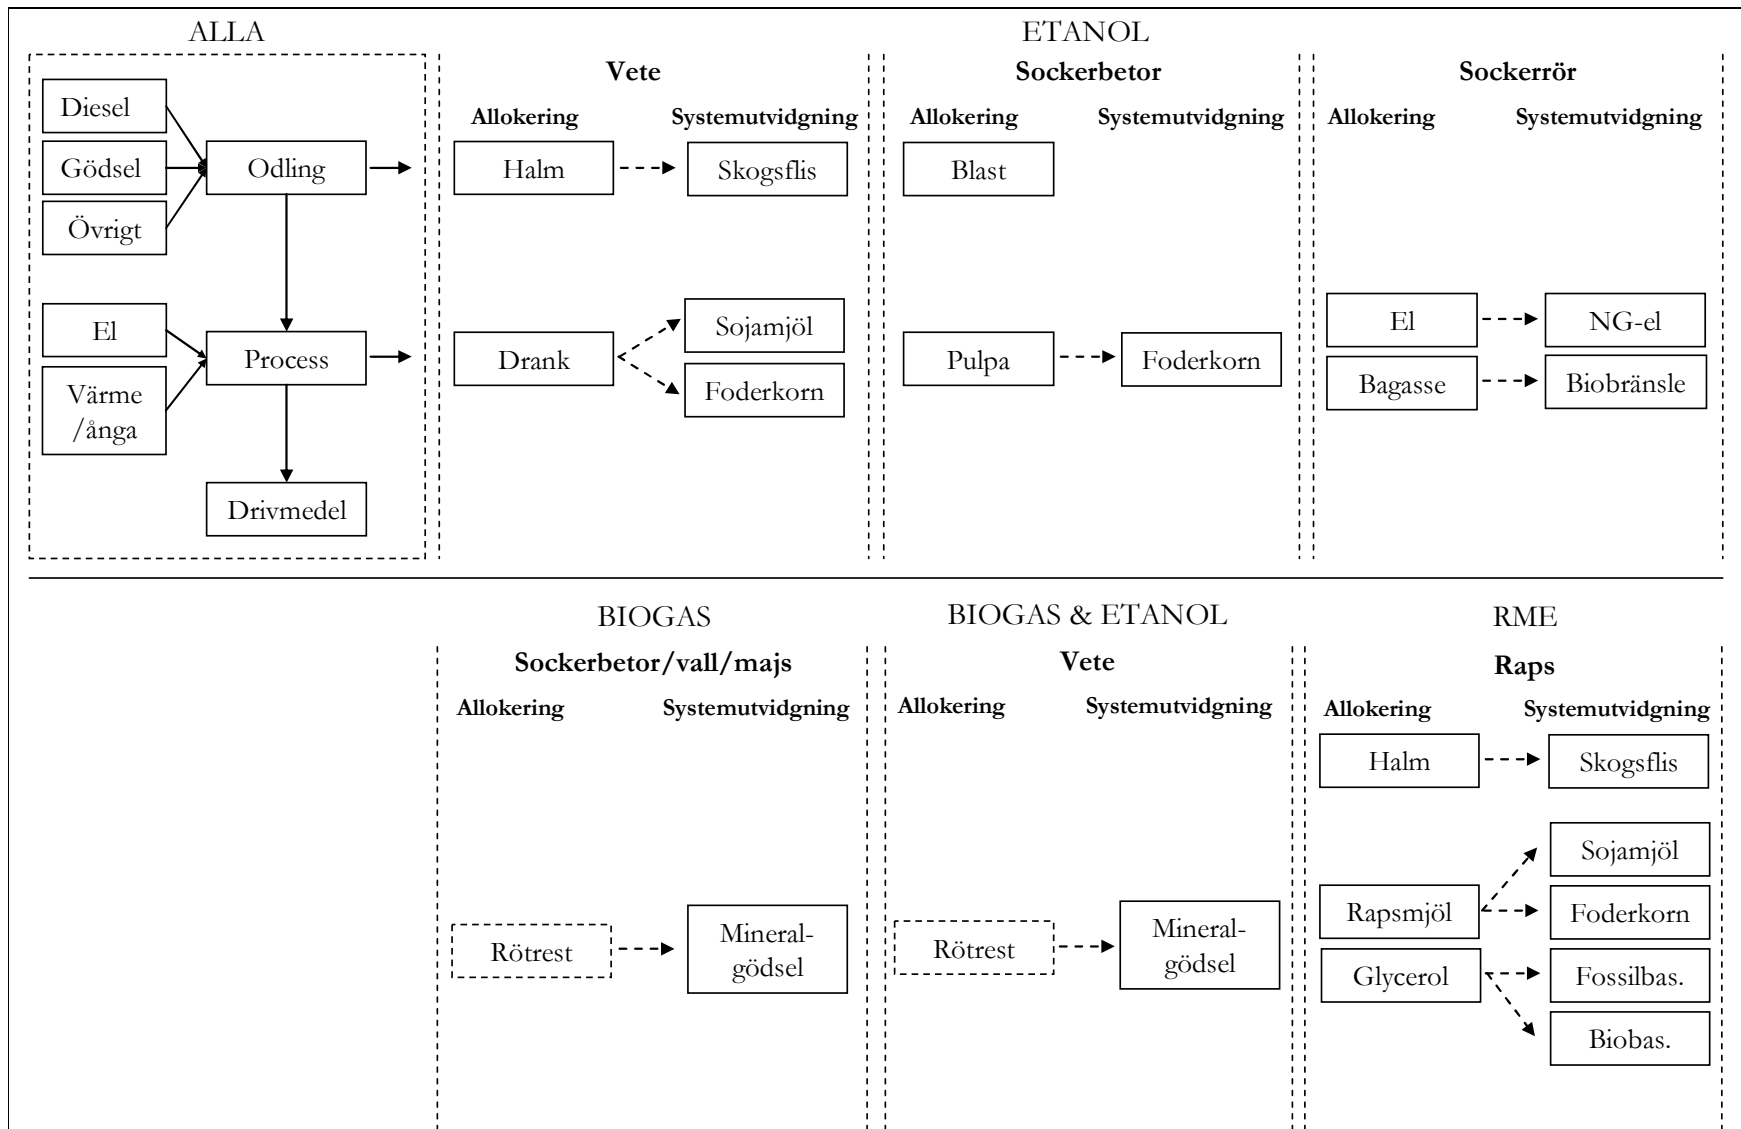 ALLA
Diesel
Gödsel
Övrigt
Odling
El
Värme
/ånga
Process
Drivmedel
ETANOL
Vete
Allokering
Systemutvidgning
Halm
Skogsflis
Drank
Sojamjöl
Foderkorn
Sockerbetor
Allokering
Systemutvidgning
Blast
Pulpa
Foderkorn
Sockerrör
Allokering
Systemutvidgning
El
NG-el
Bagasse
Biobränsle
BIOGAS
Sockerbetor/vall/majs
Allokering
Systemutvidgning
Rötrest
Mineral-
gödsel
BIOGAS & ETANOL
Vete
Allokering
Systemutvidgning
Rötrest
Mineral-
gödsel
RME
Raps
Allokering
Systemutvidgning
Halm
Skogsflis
Rapsmjöl
Sojamjöl
Foderkorn
Glycerol
Fossilbas.
Biobas.